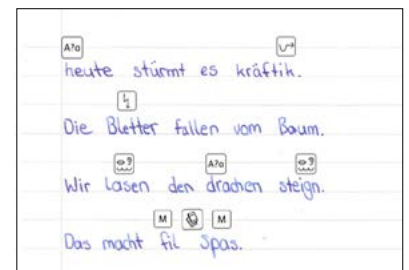 A?a
heute stürmt es kräftik.
Die Bletter fallen vom Baum.
A?a
Wir lasen den drachen steign.
M M
Das macht fil Spas.